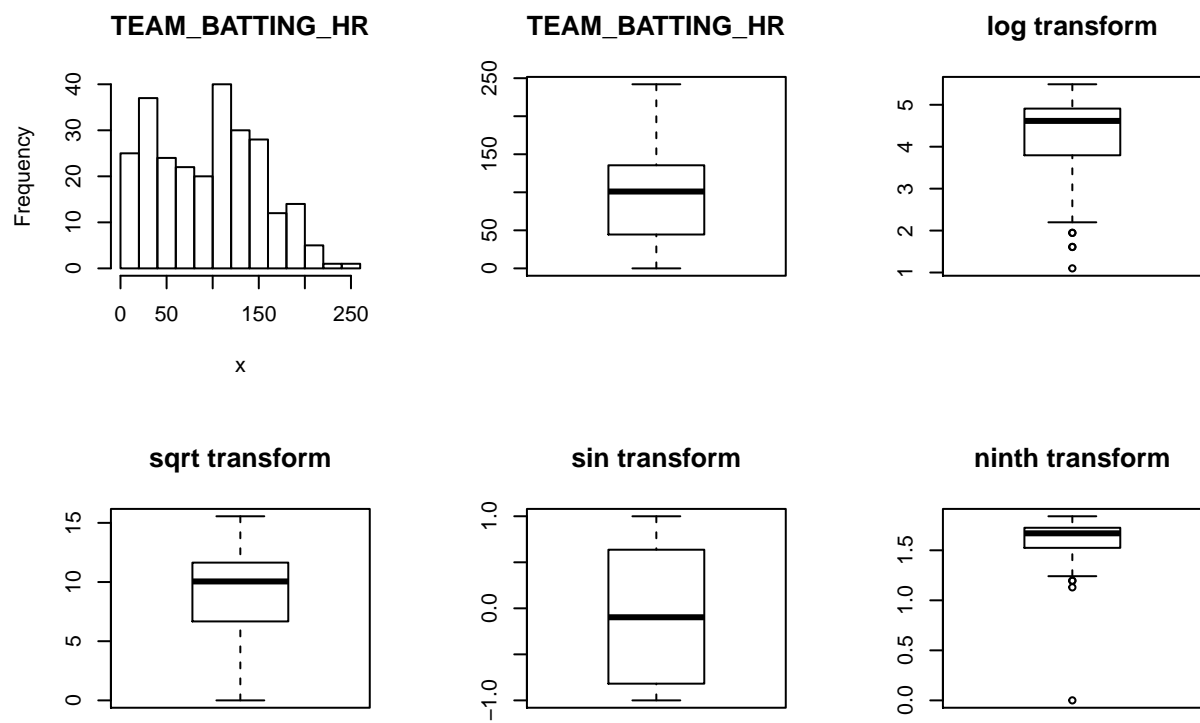 TEAM_BATTING_HR
Frequency
40
30
20
10
0
0 50 150 250
x
TEAM_BATTING_HR
250
150
50
0
log transform
5
4
3
2
1
sqrt transform
15
10
5
0
sin transform
1.0
0.0
−1.0
ninth transform
1.5
1.0
0.5
0.0